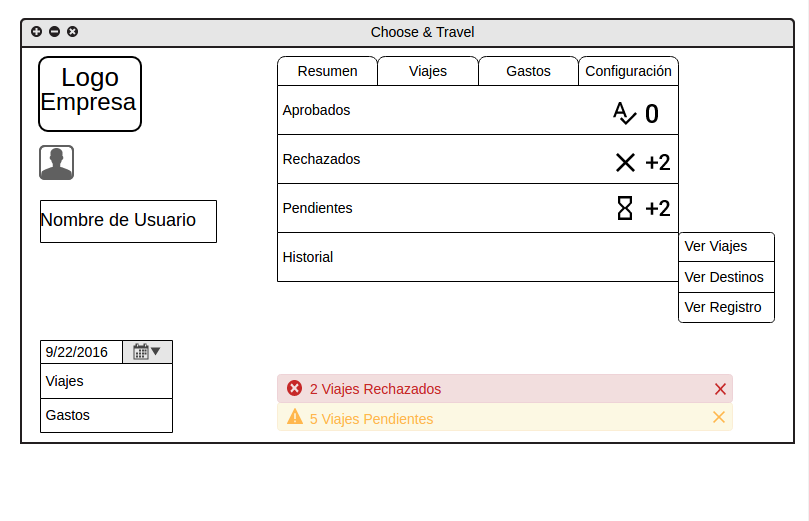 Choose & Travel
Logo
Empresa
Nombre de Usuario
9/22/2016
Viajes
Gastos
Resumen
Viajes
Gastos
Configuración
Aprobados
0
Rechazados
+2
Pendientes
+2
Historial
Ver Viajes
Ver Destinos
Ver Registro
2 Viajes Rechazados
5 Viajes Pendientes